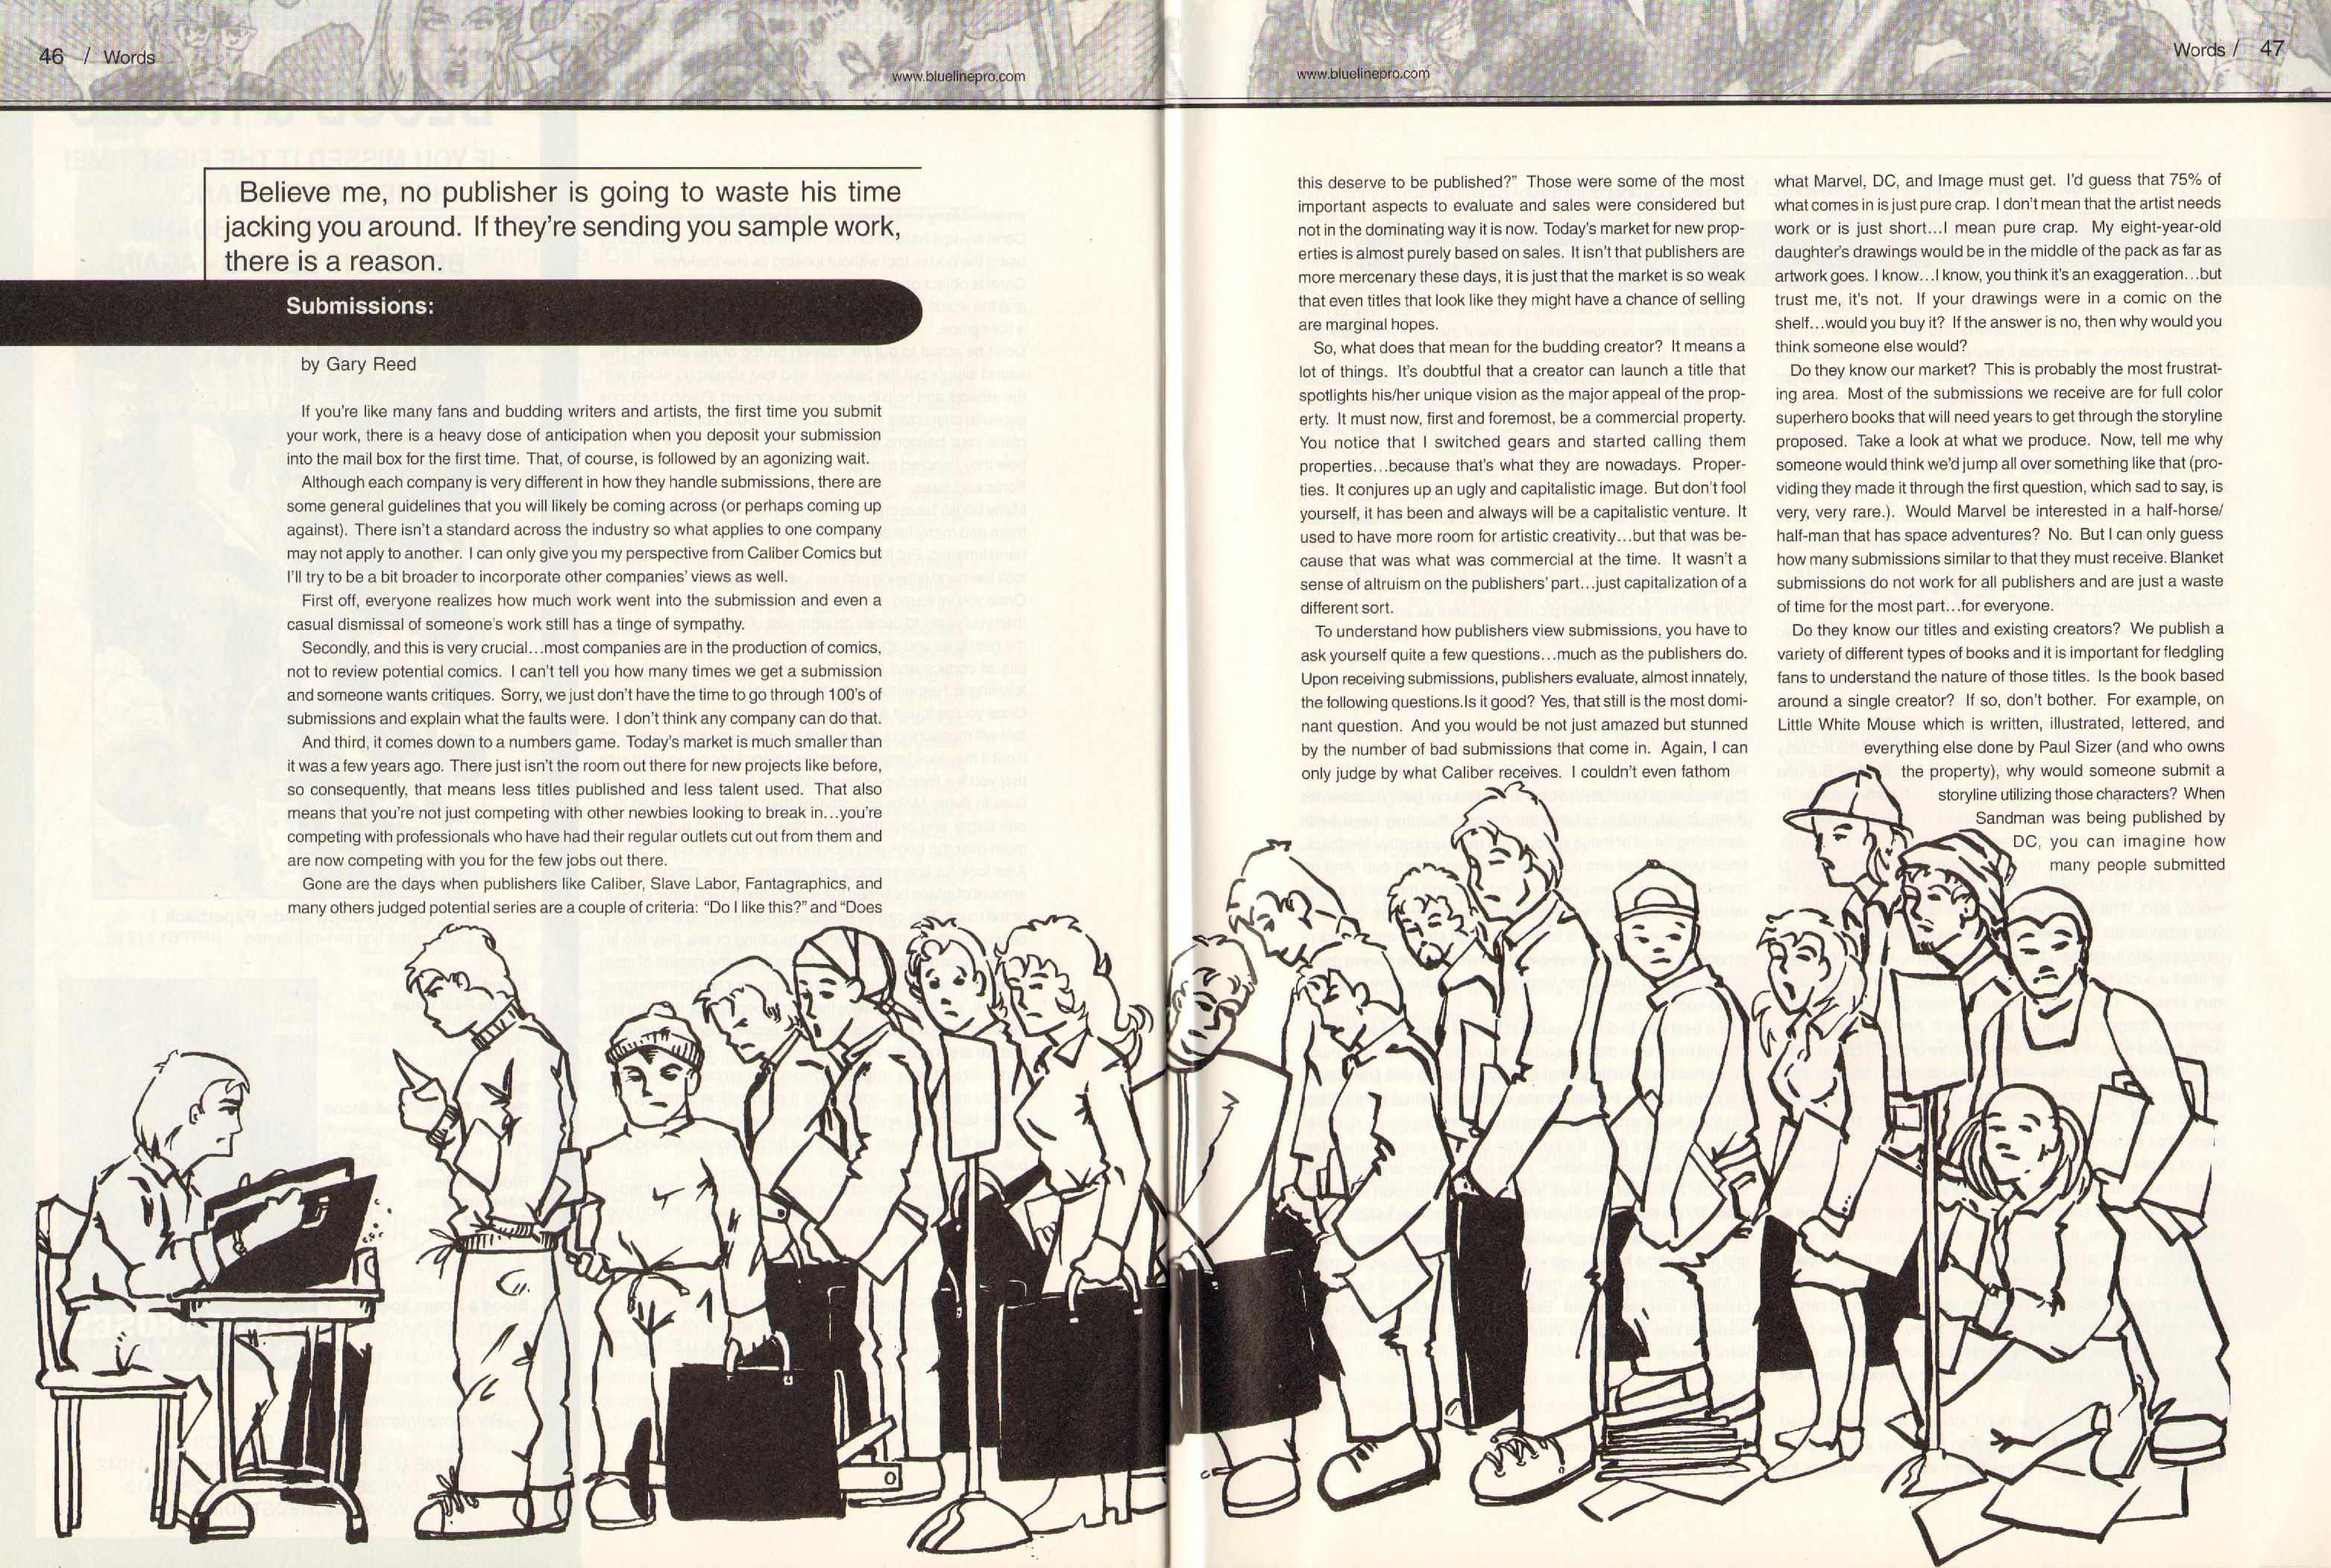 46 / Words
www.bluelinepro.com
Believe me, no publisher is going to waste his time
jacking you around. If they're sending you sample work,
there is a reason.
Submissions:
by Gary Reed
If you're like many fans and budding writers and artists, the first time you submit
your work, there is a heavy dose of anticipation when you deposit your submission
into the mail box for the first time. That, of course, is followed by an agonizing wait.
Although each company is very different in how they handle submissions, there are
some general guidelines that you will likely be coming across (or perhaps coming up
against). There isn't a standard across the industry so what applies to one company
may not apply to another. I can only give you my perspective from Caliber Comics but
I'll try to be a bit broader to incorporate other companies' views as well.
First off, everyone realizes how much work went into the submission and even a
casual dismissal of someone's work still has a tinge of sympathy.
Secondly, and this is very crucial...most companies are in the production of comics,
not to review potential comics. I can't tell you how many times we get a submission
and someone wants critiques. Sorry, we just don't have the time to go through 100's of
submissions and explain what the faults were. I don't think any company can do that.
And third, it comes down to a numbers game. Today's market is much smaller than
it was a few years ago. There just isn't the room out there for new projects like before,
so consequently, that means less titles published and less talent used. That also
means that you're not just competing with other newbies looking to break in...you're
competing with professionals who have had their regular outlets cut out from them and
are now competing with you for the few jobs out there.
Gone are the days when publishers like Caliber, Slave Labor, Fantagraphics, and
many others judged potential series are a couple of criteria: “Do I like this?” and “Does
www.bluelinepro.com
Words / 47
this deserve to be published?” Those were some of the most
important aspects to evaluate and sales were considered but
not in the dominating way it is now. Today's market for new prop-
erties is almost purely based on sales. It isn't that publishers are
more mercenary these days, it is just that the market is so weak
that even titles that look like they might have a chance of selling
are marginal hopes.
So, what does that mean for the budding creator? It means a
lot of things. It's doubtful that a creator can launch a title that
spotlights his/her unique vision as the major appeal of the prop-
erty. It must now, first and foremost, be a commercial property.
You notice that I switched gears and started calling them
properties...because that's what they are nowadays. Proper-
ties. It conjures up an ugly and capitalistic image. But don't fool
yourself, it has been and always will be a capitalistic venture. It
used to have more room for artistic creativity...but that was be-
cause that was what was commercial at the time. It wasn't a
sense of altruism on the publishers' part...just capitalization of a
different sort.
To understand how publishers view submissions, you have to
ask yourself quite a few questions...much as the publishers do.
Upon receiving submissions, publishers evaluate, almost innately,
the following questions.Is it good? Yes, that still is the most domi-
nant question. And you would be not just amazed but stunned
by the number of bad submissions that come in. Again, I can
only judge by what Caliber receives. I couldn't even fathom
what Marvel, DC, and Image must get. I'd guess that 75% of
what comes in is just pure crap. I don't mean that the artist needs
work or is just short...I mean pure crap. My eight-year-old
daughter's drawings would be in the middle of the pack as far as
artwork goes. I know...I know, you think it's an exaggeration...but
trust me, it's not. If your drawings were in a comic on the
shelf...would you buy it? If the answer is no, then why would you
think someone else would?
Do they know our market? This is probably the most frustrat-
ing area. Most of the submissions we receive are for full color
superhero books that will need years to get through the storyline
proposed. Take a look at what we produce. Now, tell me why
someone would think we'd jump all over something like that (pro-
viding they made it through the first question, which sad to say, is
very, very rare.). Would Marvel be interested in a half-horse/
half-man that has space adventures? No. But I can only guess
how many submissions similar to that they must receive. Blanket
submissions do not work for all publishers and are just a waste
of time for the most part...for everyone.
Do they know our titles and existing creators? We publish a
variety of different types of books and it is important for fledgling
fans to understand the nature of those titles. Is the book based
around a single creator? If so, don't bother. For example, on
Little White Mouse which is written, illustrated, lettered, and
everything else done by Paul Sizer (and who owns
the property), why would someone submit a
storyline utilizing those characters? When
Sandman was being published by
DC, you can imagine how
many people submitted